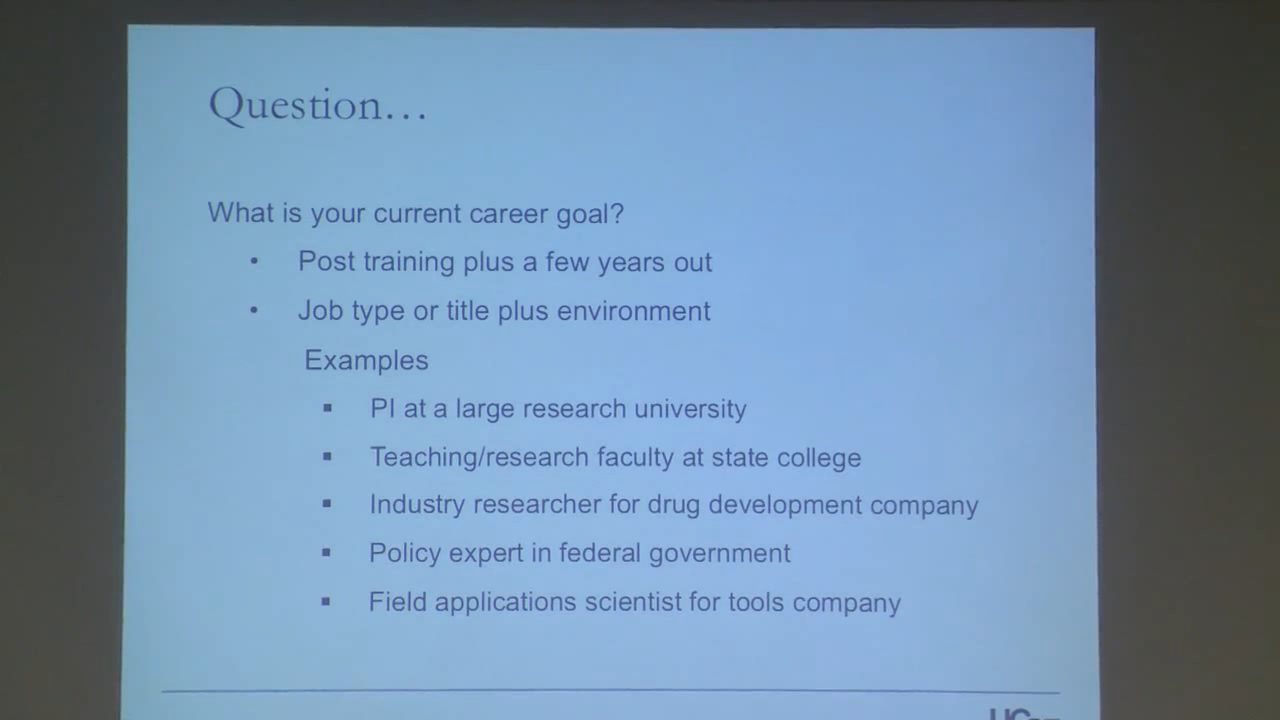 Question…
What is your current career goal?
• Post training plus a few years out
• Job type or title plus environment
Examples
▪ PI at a large research university
▪ Teaching/research faculty at state college
▪ Industry researcher for drug development company
▪ Policy expert in federal government
▪ Field applications scientist for tools company